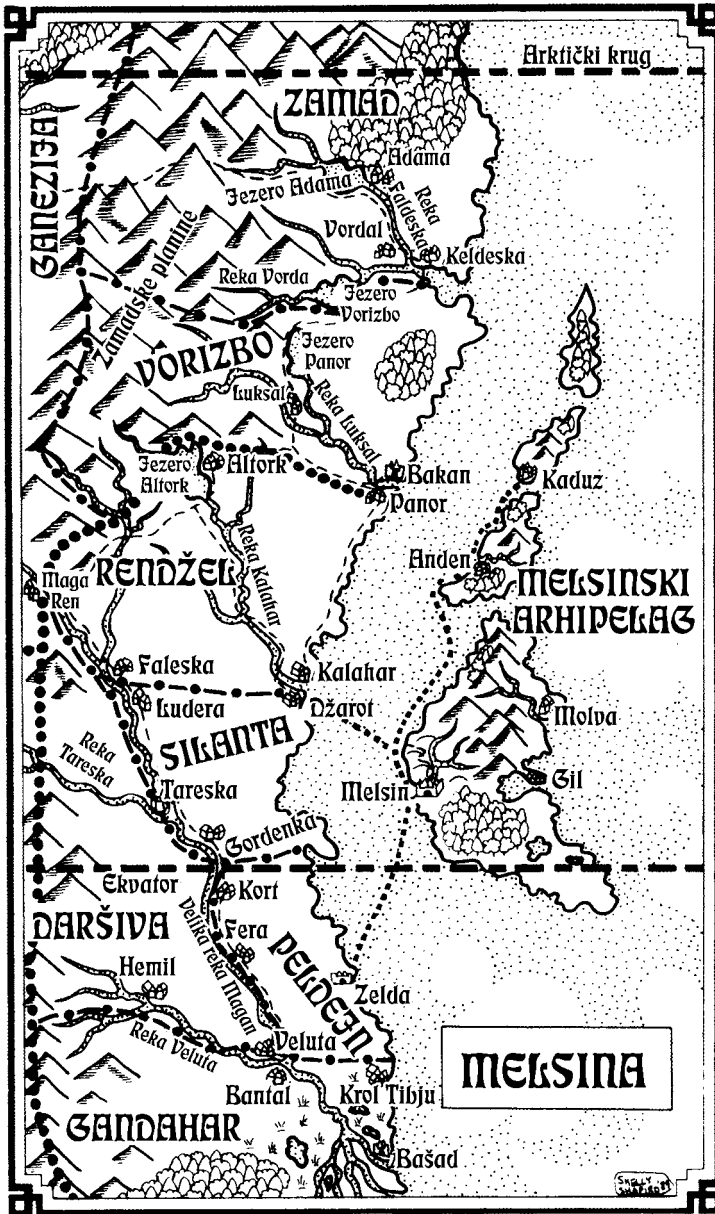 Arktički krug
ZAMAD
GANEZIJA
Adama
Jezero Adama
Reka
Faldeska
Vordal
Keldeska
Zamadske planine
Reka Vorda
Jezero
Vorizbo
VORIZBO
Jezero
Panor
Luksal
Reka Luksal
Jezero
Altork
Altork
Bakan
Panor
Kaduz
Reka Kalahar
Anden
RENDŽEL
Maga
Ren
MELSINSKI
ARHIPELAG
Faleska
Kalahar
Ludera
Džarot
SILANTA
Molva
Reka
Tareska
Tareska
Melsin
Gil
Gordenka
Ekvator
Kort
DARŠIVA
Fera
Velika reka Magan
PELDEJN
Hemil
Zelda
Reka Veluta
Veluta
MELSINA
Bantal
Krol Tibju
GANDAHAR
Bašad
SHELLY
SHAPIRO